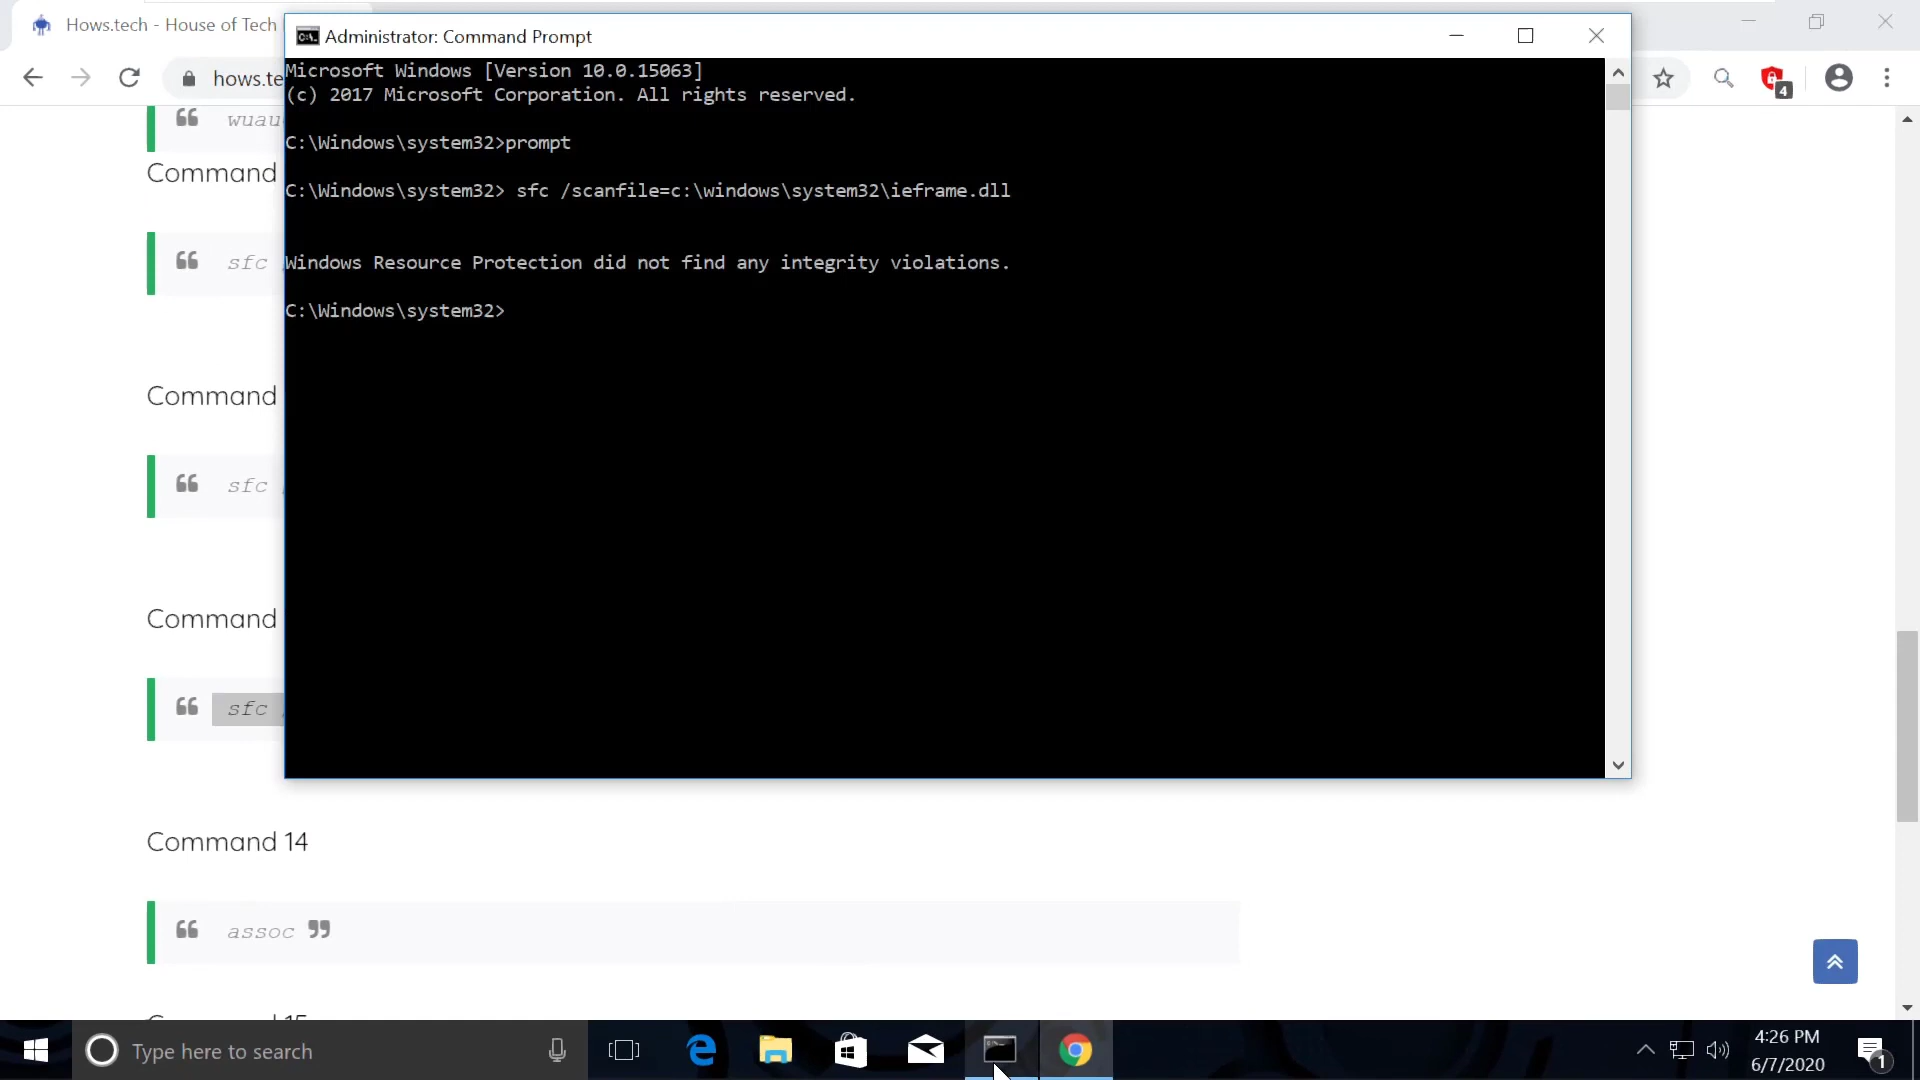 Hows.tech - House of Tech
Administrator: Command Prompt
hows.te
Microsoft Windows [Version 10.0.15063]
(c) 2017 Microsoft Corporation. All rights reserved.
4
wuau
C:\Windows\system32>prompt
Command
C:\Windows\system32> sfc /scanfile=c:\windows\system32\ieframe.dll
sfc
Windows Resource Protection did not find any integrity violations.
C:\Windows\system32>
Command
sfc
Command
sfc
Command 14
assoc
Type here to search
4:26 PM
6/7/2020
1